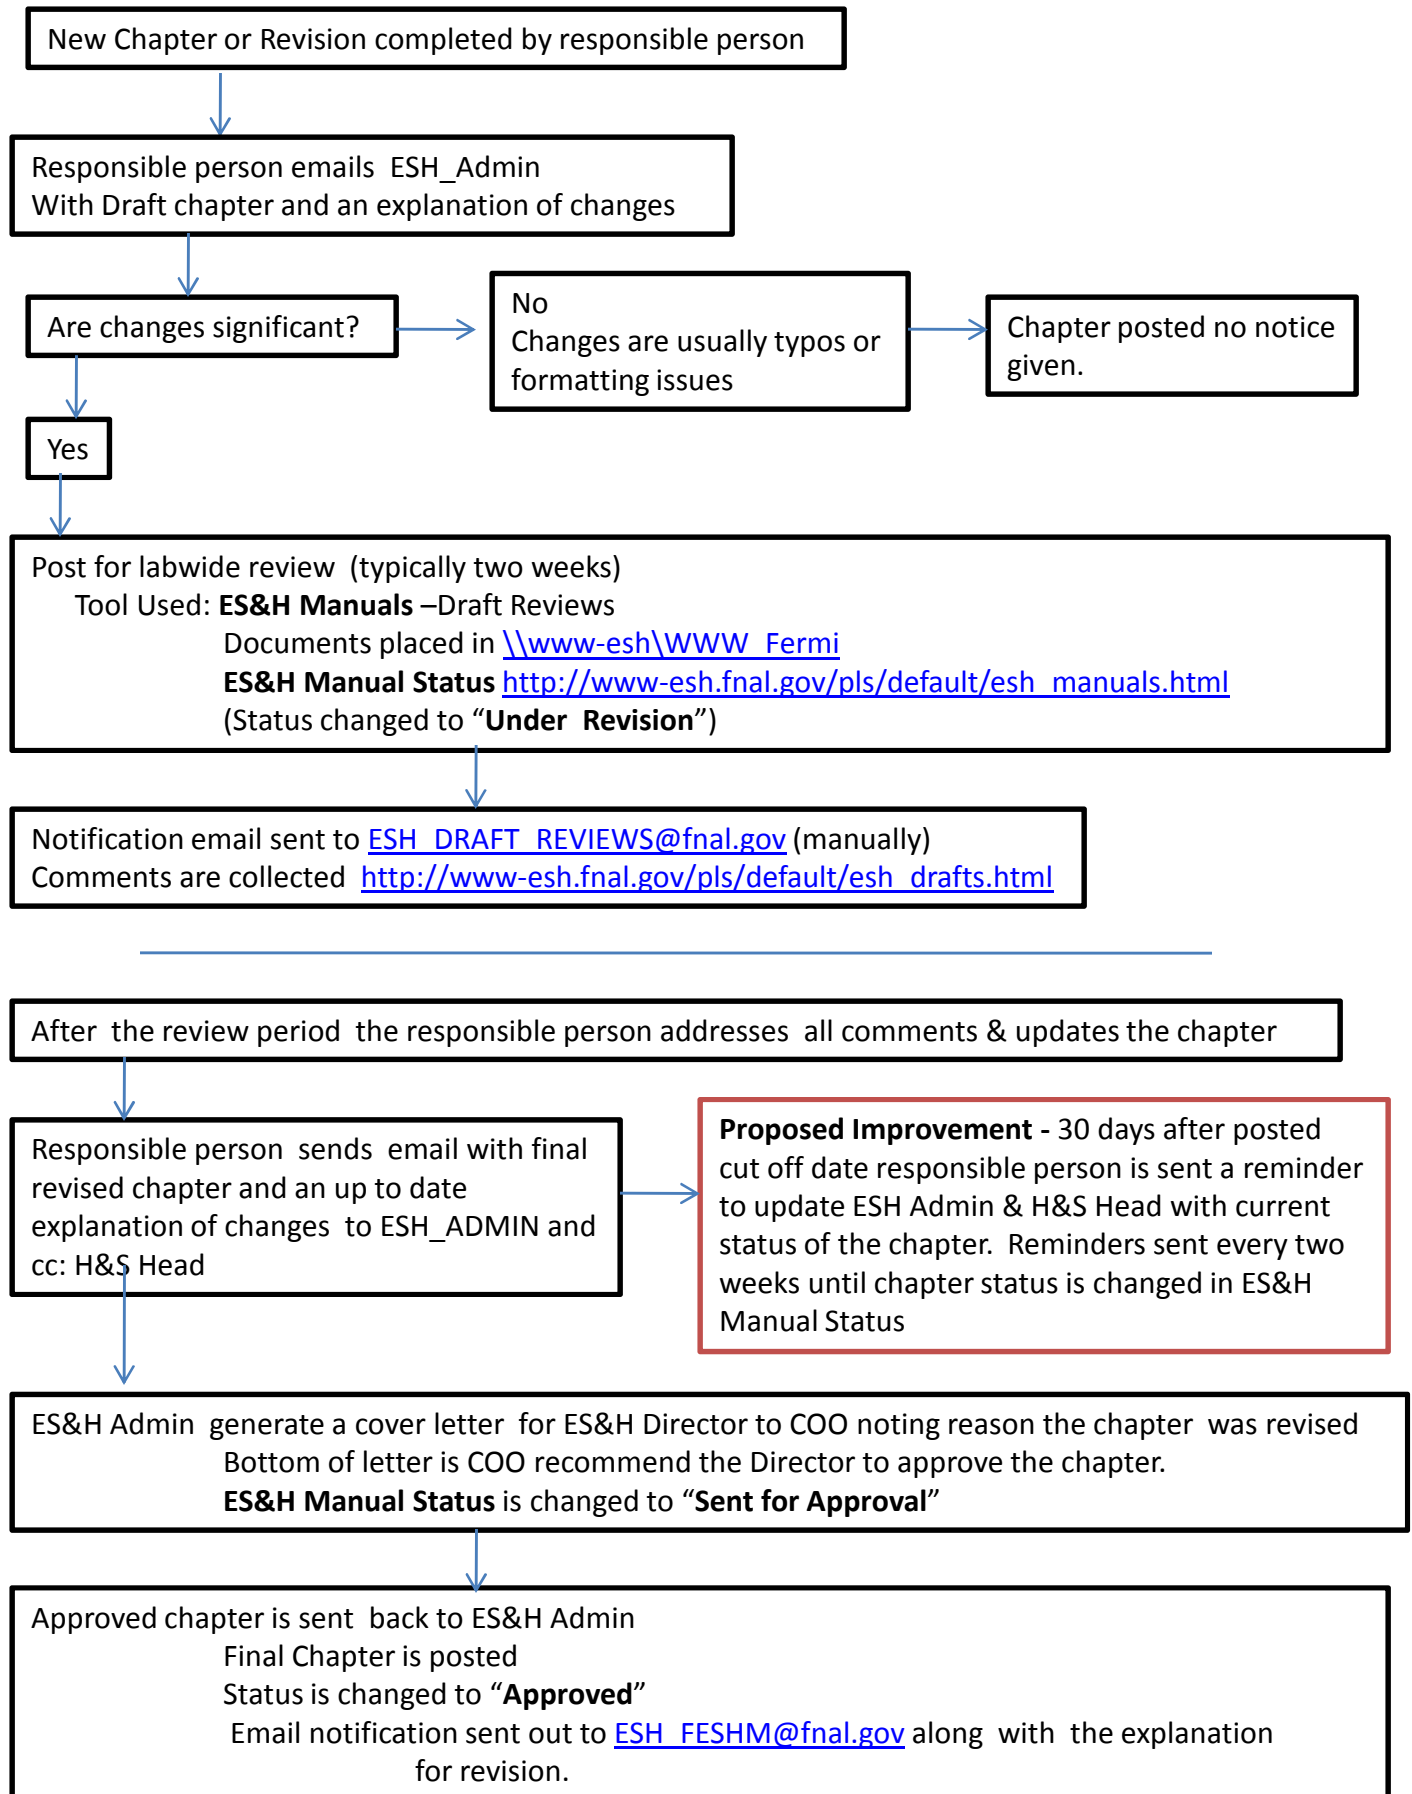 New Chapter or Revision completed by responsible person
Responsible person emails ESH_Admin
With Draft chapter and an explanation of changes
Are changes significant?
No
Changes are usually typos or
formatting issues
Chapter posted no notice
given.
Yes
Post for labwide review (typically two weeks)
Tool Used: ES&H Manuals –Draft Reviews
Documents placed in \\www-esh\WWW_Fermi
ES&H Manual Status http://www-esh.fnal.gov/pls/default/esh_manuals.html
(Status changed to “Under Revision”)
Notification email sent to ESH_DRAFT_REVIEWS@fnal.gov (manually)
Comments are collected http://www-esh.fnal.gov/pls/default/esh_drafts.html
After the review period the responsible person addresses all comments & updates the chapter
Responsible person sends email with final
revised chapter and an up to date
explanation of changes to ESH_ADMIN and
cc: H&S Head
Proposed Improvement - 30 days after posted
cut off date responsible person is sent a reminder
to update ESH Admin & H&S Head with current
status of the chapter. Reminders sent every two
weeks until chapter status is changed in ES&H
Manual Status
ES&H Admin generate a cover letter for ES&H Director to COO noting reason the chapter was revised
Bottom of letter is COO recommend the Director to approve the chapter.
ES&H Manual Status is changed to “Sent for Approval”
Approved chapter is sent back to ES&H Admin
Final Chapter is posted
Status is changed to “Approved”
Email notification sent out to ESH_FESHM@fnal.gov along with the explanation
for revision.